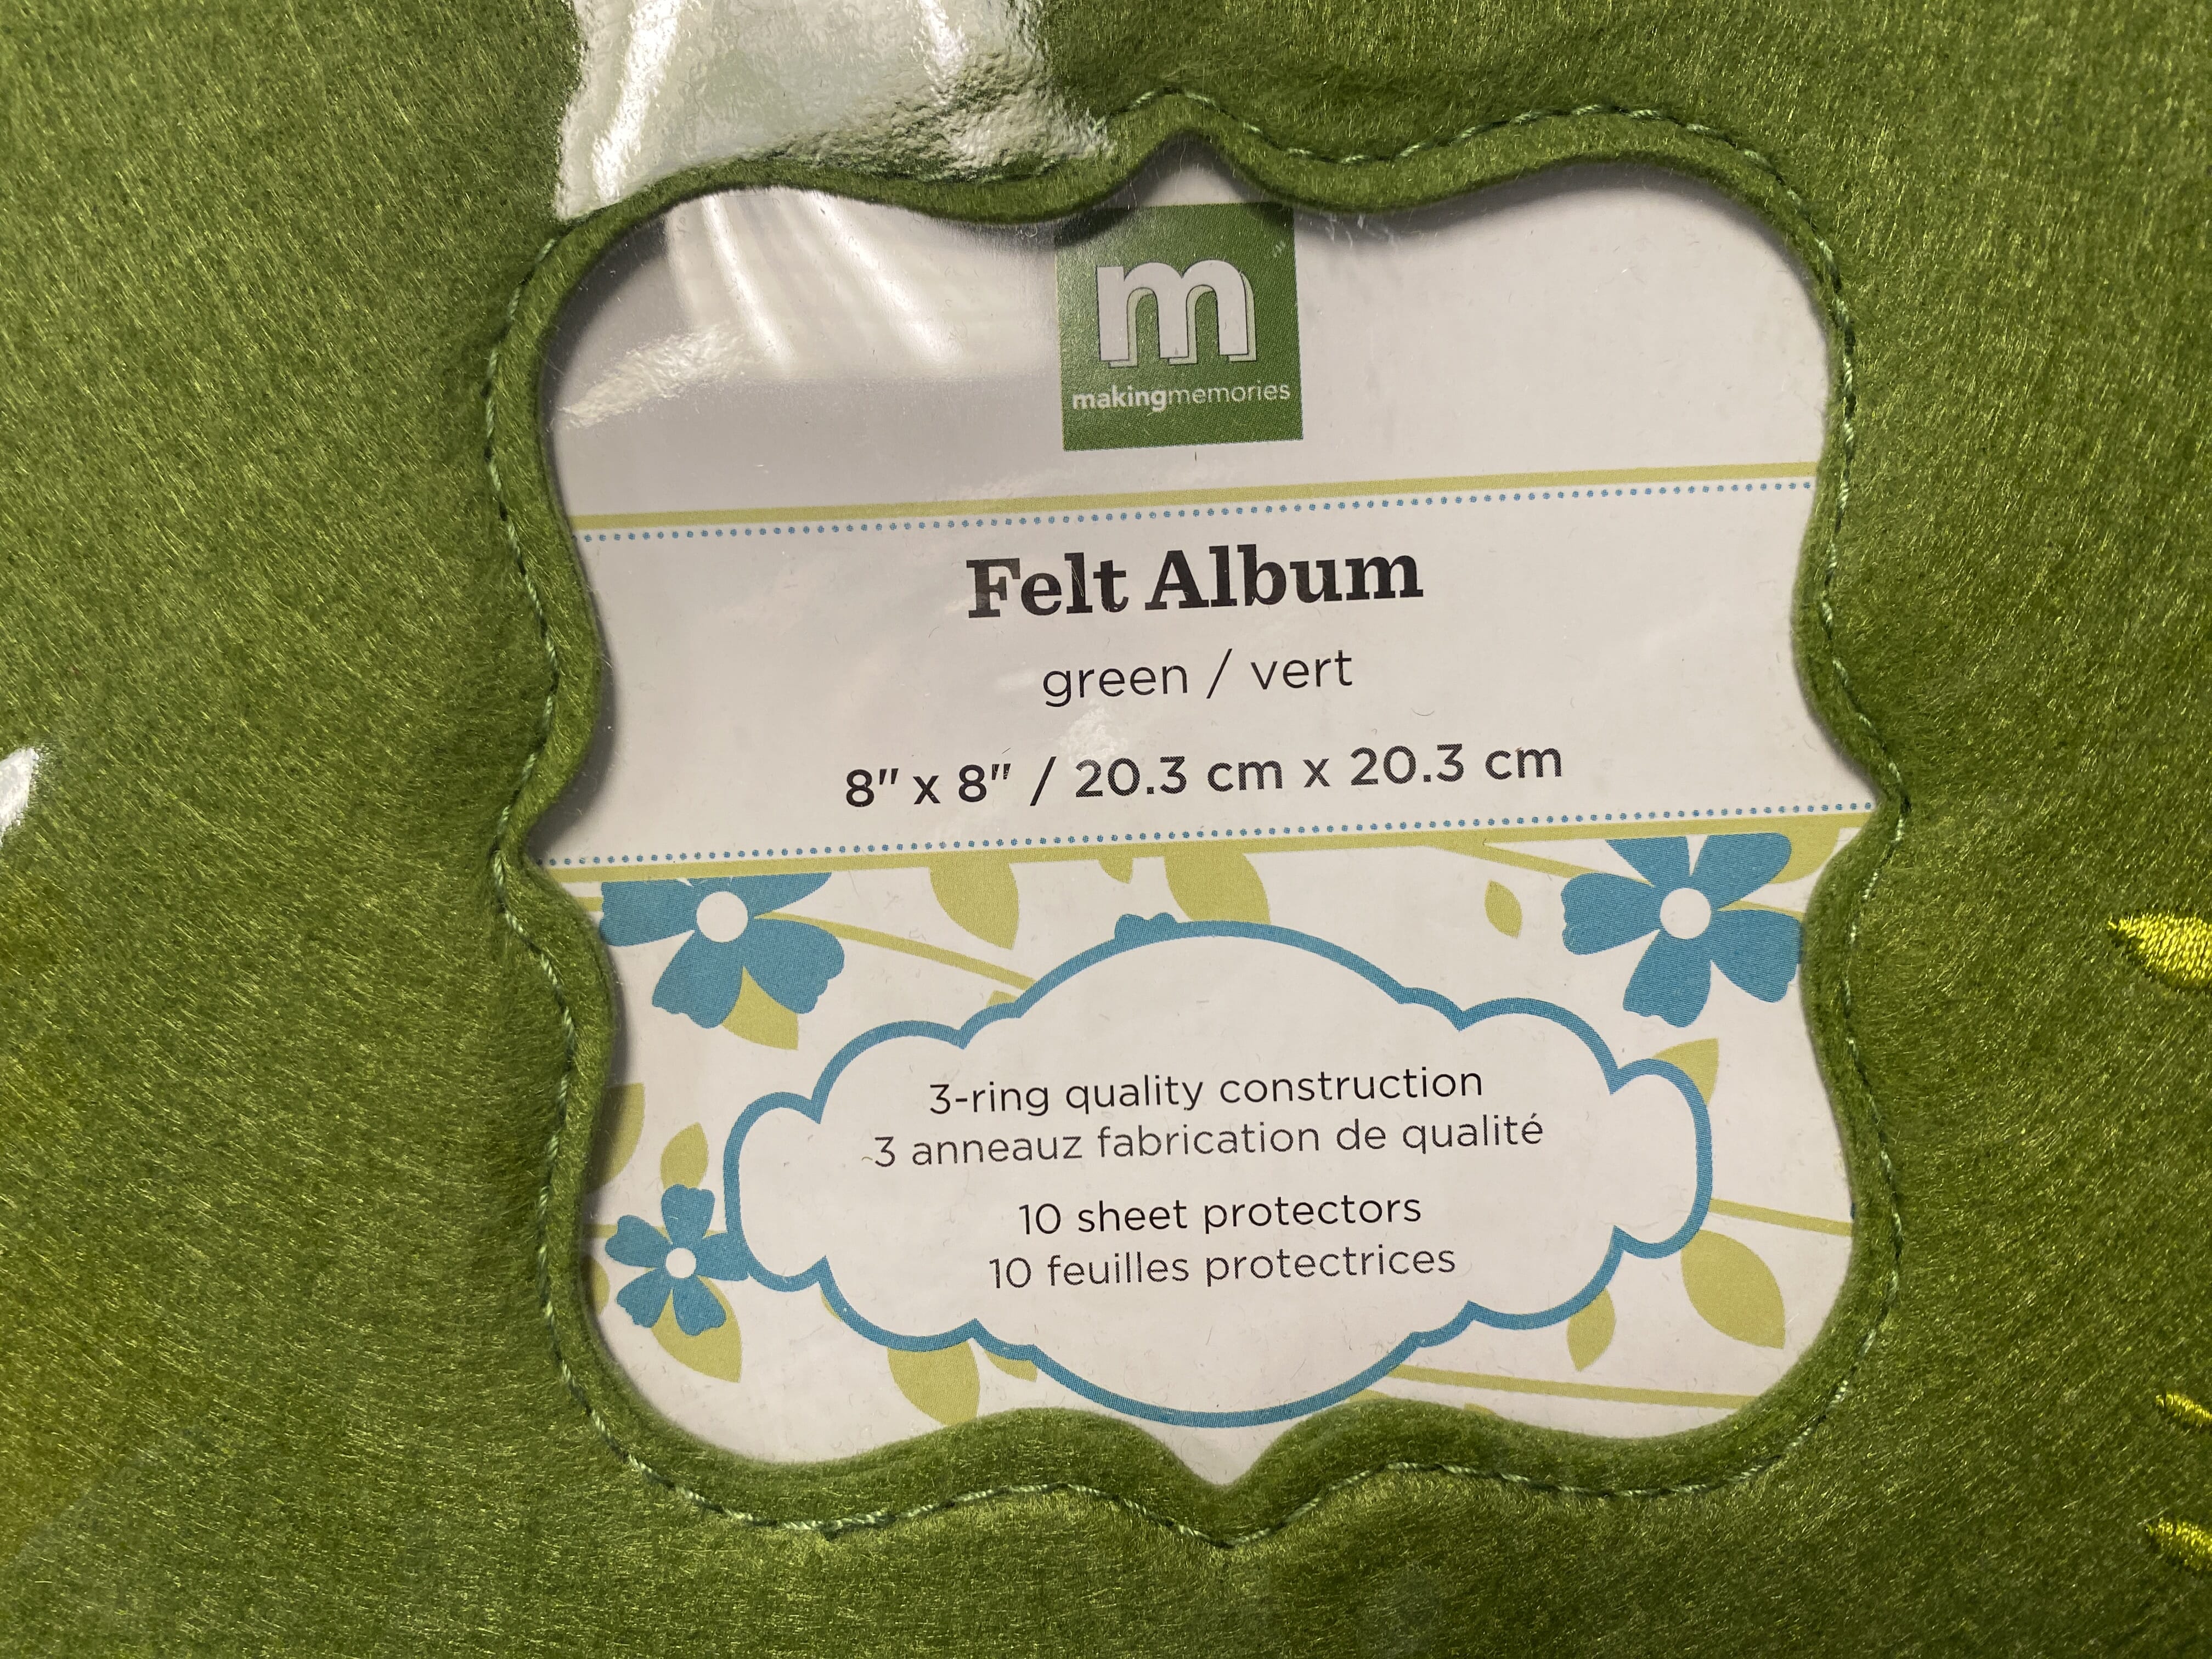 m
makingmemories
Felt Album
green / vert
8" x 8" / 20.3 cm x 20.3 cm
3-ring quality construction
3 anneauz fabrication de qualité
10 sheet protectors
10 feuilles protectrices